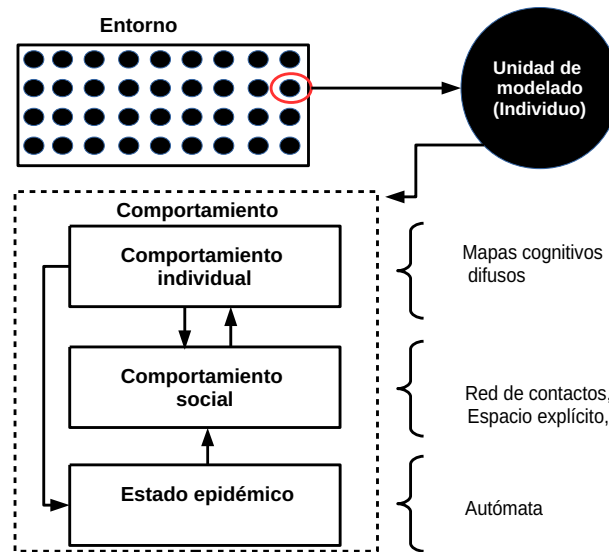 Entorno
Unidad de
modelado
(Individuo)
Comportamiento
Comportamiento
individual
Mapas cognitivos
difusos
Comportamiento
social
Red de contactos,
Espacio explícito,
Estado epidémico
Autómata